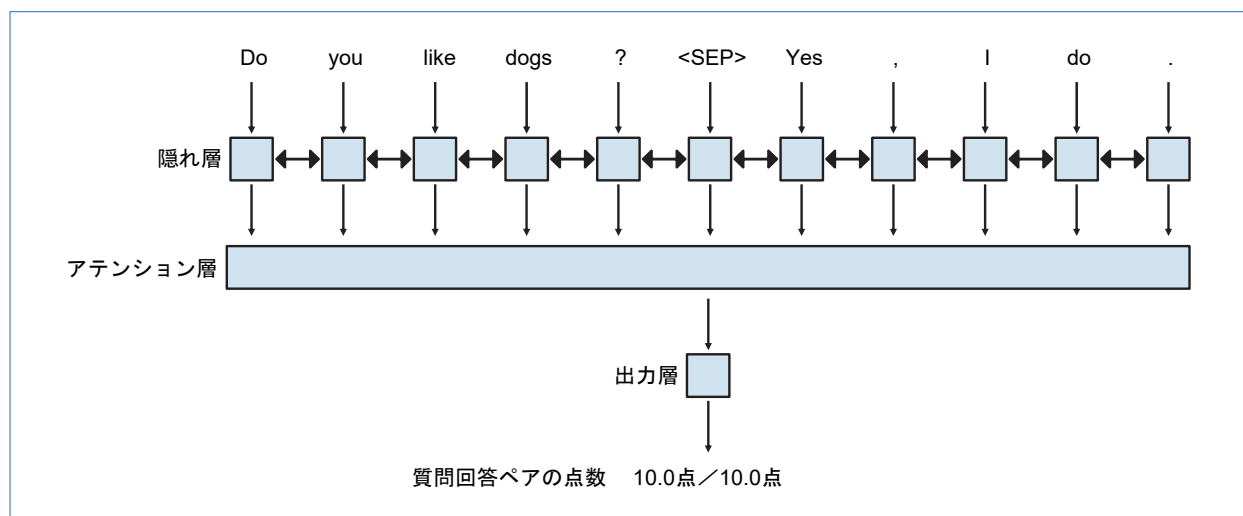 Do you like dogs ? <SEP> Yes , I do .
隠れ層
アテンション層
出力層
質問回答ペアの点数 10.0点／10.0点